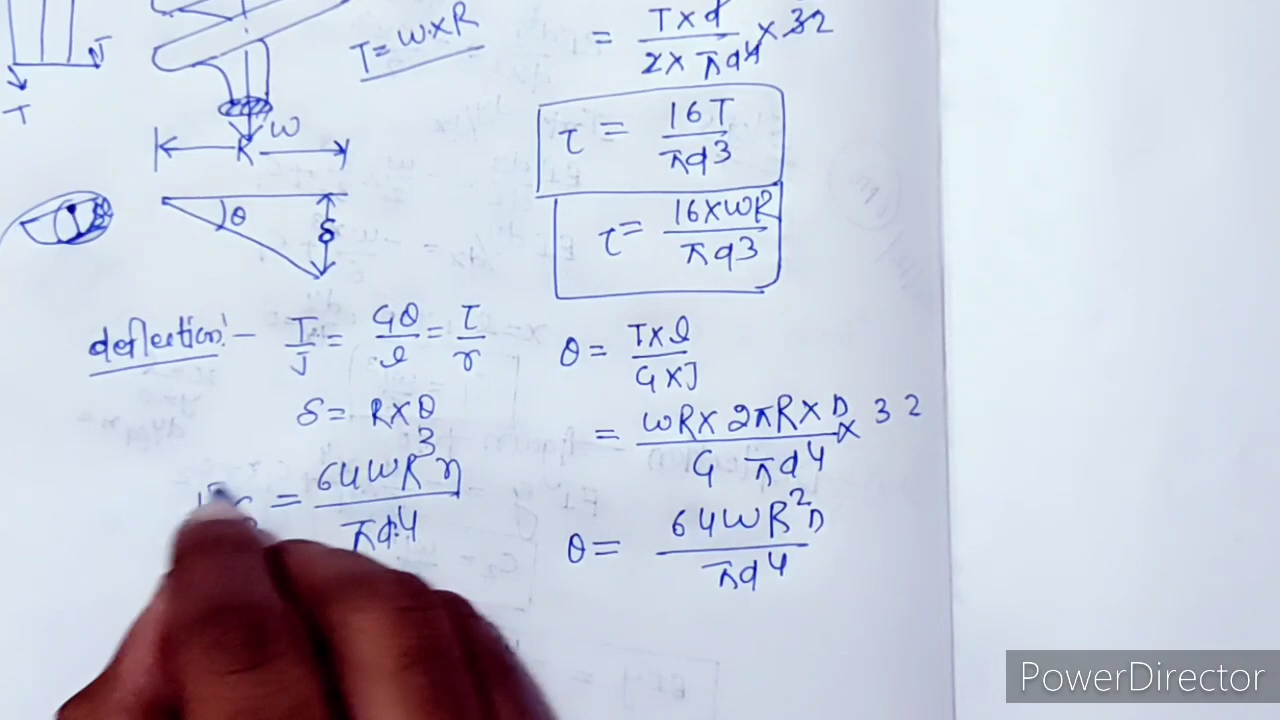 T = W×R
= T×d / 2×πd4 × 32
T
W
R
τ = 16T / πd3
τ = 16×WR / πd3
θ
δ
deflection:- T/J = Gθ/l = τ/r
θ = T×l / G×J
δ = R×θ
= WR×2πR×n / G πd4 × 32
= 64WR3n / πd4
θ = 64WR2n / πd4
PowerDirector